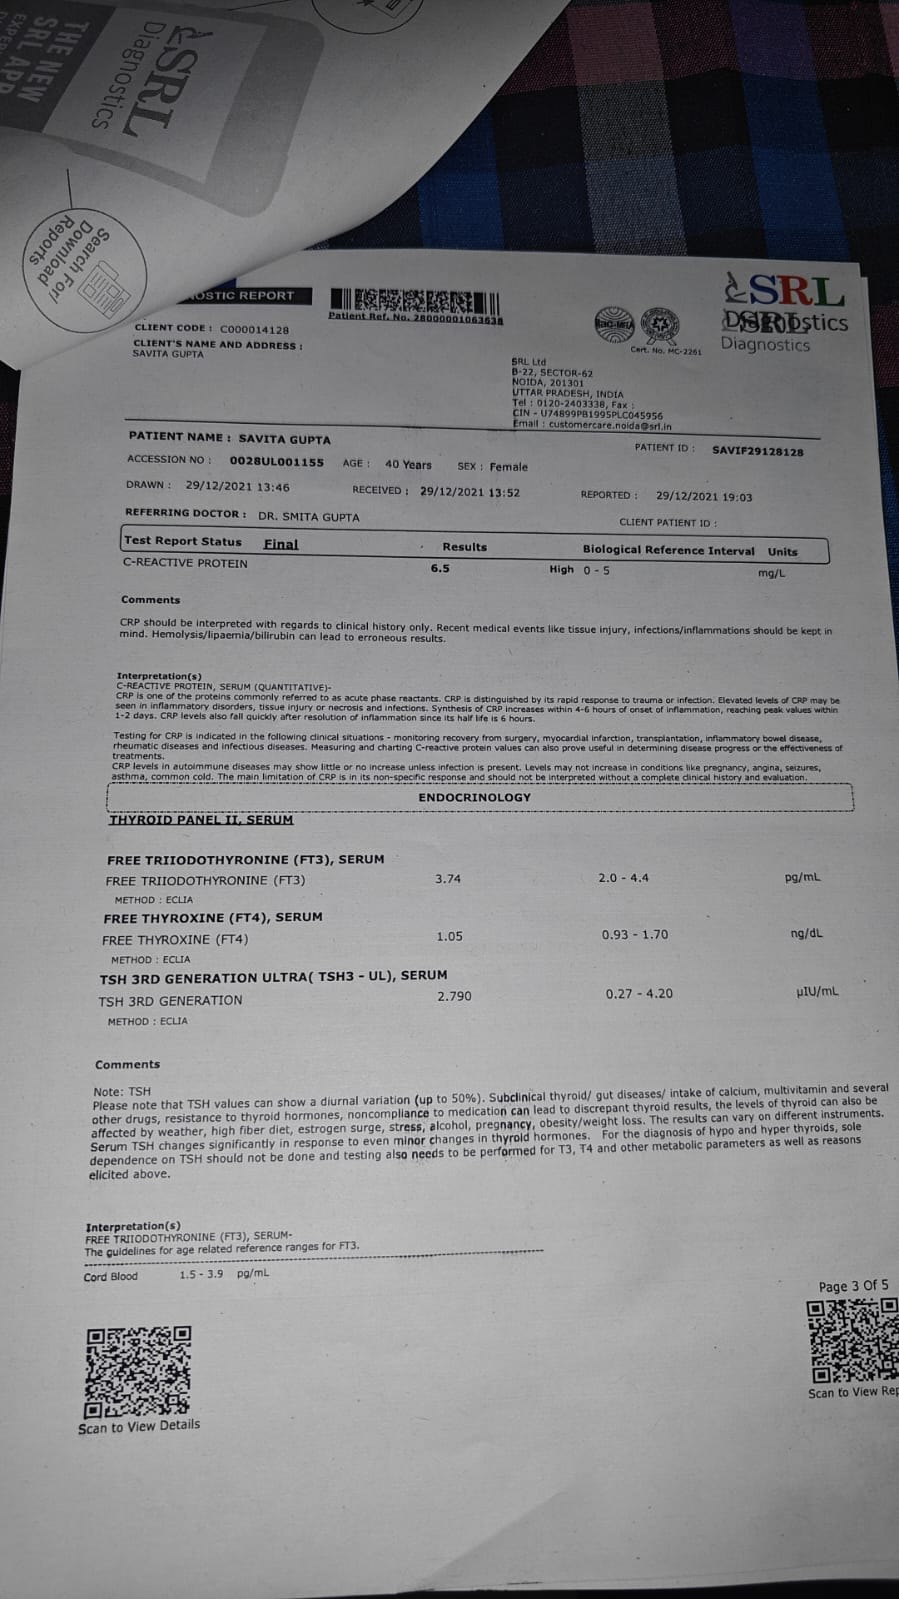 THE NEW
SRL APP
SRL
Diagnostics
Search For/
Download
Reports
OSTIC REPORT
Patient Ref. No. 28000001063638
SRL
Diagnostics
Cert. No. MC-2261
CLIENT CODE : C000014128
CLIENT'S NAME AND ADDRESS :
SAVITA GUPTA
SRL Ltd
B-22, SECTOR-62
NOIDA, 201301
UTTAR PRADESH, INDIA
Tel : 0120-2403338, Fax :
CIN - U74899PB1995PLC045956
Email : customercare.noida@srl.in
PATIENT NAME : SAVITA GUPTA
PATIENT ID : SAVIF29128128
ACCESSION NO : 0028UL001155 AGE : 40 Years SEX : Female
DRAWN : 29/12/2021 13:46 RECEIVED : 29/12/2021 13:52 REPORTED : 29/12/2021 19:03
REFERRING DOCTOR : DR. SMITA GUPTA CLIENT PATIENT ID :
Test Report Status Final Results Biological Reference Interval Units
C-REACTIVE PROTEIN 6.5 High 0 - 5 mg/L
Comments
CRP should be interpreted with regards to clinical history only. Recent medical events like tissue injury, infections/inflammations should be kept in
mind. Hemolysis/lipaemia/bilirubin can lead to erroneous results.
Interpretation(s)
C-REACTIVE PROTEIN, SERUM (QUANTITATIVE)-
CRP is one of the proteins commonly referred to as acute phase reactants. CRP is distinguished by its rapid response to trauma or infection. Elevated levels of CRP may be
seen in inflammatory disorders, tissue injury or necrosis and infections. Synthesis of CRP increases within 4-6 hours of onset of inflammation, reaching peak values within
1-2 days. CRP levels also fall quickly after resolution of inflammation since its half life is 6 hours.
Testing for CRP is indicated in the following clinical situations - monitoring recovery from surgery, myocardial infarction, transplantation, inflammatory bowel disease,
rheumatic diseases and infectious diseases. Measuring and charting C-reactive protein values can also prove useful in determining disease progress or the effectiveness of
treatments.
CRP levels in autoimmune diseases may show little or no increase unless infection is present. Levels may not increase in conditions like pregnancy, angina, seizures,
asthma, common cold. The main limitation of CRP is in its non-specific response and should not be interpreted without a complete clinical history and evaluation.
ENDOCRINOLOGY
THYROID PANEL II, SERUM
FREE TRIIODOTHYRONINE (FT3), SERUM
FREE TRIIODOTHYRONINE (FT3) 3.74 2.0 - 4.4 pg/mL
METHOD : ECLIA
FREE THYROXINE (FT4), SERUM
FREE THYROXINE (FT4) 1.05 0.93 - 1.70 ng/dL
METHOD : ECLIA
TSH 3RD GENERATION ULTRA( TSH3 - UL), SERUM
TSH 3RD GENERATION 2.790 0.27 - 4.20 µIU/mL
METHOD : ECLIA
Comments
Note: TSH
Please note that TSH values can show a diurnal variation (up to 50%). Subclinical thyroid/ gut diseases/ intake of calcium, multivitamin and several
other drugs, resistance to thyroid hormones, noncompliance to medication can lead to discrepant thyroid results, the levels of thyroid can also be
affected by weather, high fiber diet, estrogen surge, stress, alcohol, pregnancy, obesity/weight loss. The results can vary on different instruments.
Serum TSH changes significantly in response to even minor changes in thyroid hormones. For the diagnosis of hypo and hyper thyroids, sole
dependence on TSH should not be done and testing also needs to be performed for T3, T4 and other metabolic parameters as well as reasons
elicited above.
Interpretation(s)
FREE TRIIODOTHYRONINE (FT3), SERUM-
The guidelines for age related reference ranges for FT3.
Cord Blood 1.5 - 3.9 pg/mL
Page 3 Of 5
Scan to View Details
Scan to View Rep